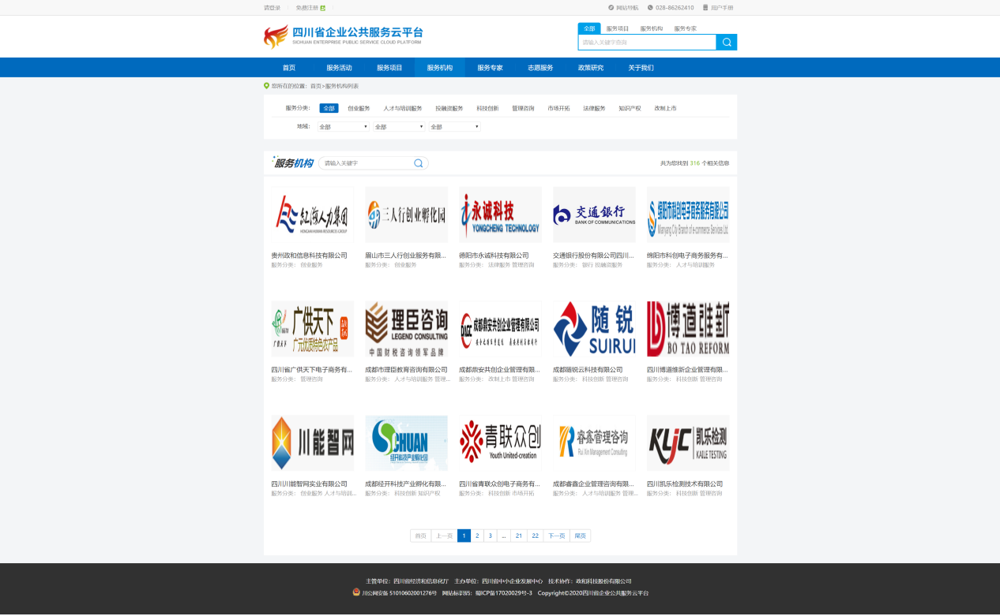 请登录 免费注册 网站导航 028-86262410 用户手册
四川省企业公共服务云平台
SICHUAN ENTERPRISE PUBLIC SERVICE CLOUD PLATFORM
全部 服务项目 服务机构 服务专家
请输入关键字查询
首页 服务活动 服务项目 服务机构 服务专家 志愿服务 政策研究 关于我们
您所在的位置：首页>服务机构列表
服务分类： 全部 创业服务 人才与培训服务 投融资服务 科技创新 管理咨询 市场开拓 法律服务 知识产权 改制上市
地域： 全部 全部 全部
服务机构 请输入关键字 共为您找到 316 个相关信息
红海人力集团
HONGHAI HUMAN RESOURCES GROUP
三人行创业孵化园
永诚科技
YONGCHENG TECHNOLOGY
交通银行
BANK OF COMMUNICATIONS
绵阳市科创电子商务服务有限公司
Mianyang City Branch of e-commerce Services Ltd.
贵州政和信息科技有限公司 眉山市三人行创业服务有限... 德阳市永诚科技有限公司 交通银行股份有限公司四川... 绵阳市科创电子商务服务有...
服务分类： 创业服务 服务分类： 创业服务 服务分类： 法律服务 管理咨询 服务分类： 银行 投融资服务 服务分类： 人才与培训服务
广供天下
广元优质特色农产品
广供天下
理臣咨询
LEGEND CONSULTING
中国财税咨询领军品牌
DACC 成都鼎安共创企业管理有限公司
随锐
SUIRUI
博道维新
BO TAO REFORM
四川省广供天下电子商务有... 成都市理臣教育咨询有限公司 成都鼎安共创企业管理有限... 成都随锐云科技有限公司 四川博道维新企业管理有限...
服务分类： 管理咨询 服务分类： 人才与培训服务 管理... 服务分类： 改制上市 管理咨询 服务分类： 科技创新 管理咨询 服务分类： 科技创新 管理咨询
川能智网
SCHUAN
经开科技产业孵化园
青联众创
Youth United-creation
睿鑫管理咨询
Rui Xin Management Consulting
KLJC 凯乐检测
KAILE TESTING
四川川能智网实业有限公司 成都经开科技产业孵化有限... 四川省青联众创电子商务有... 成都睿鑫企业管理咨询有限... 四川凯乐检测技术有限公司
服务分类： 创业服务 人才与培训... 服务分类： 科技创新 知识产权 服务分类： 科技创新 市场开拓 服务分类： 人才与培训服务 管理... 服务分类： 科技创新 管理咨询
首页 上一页 1 2 3 ... 21 22 下一页 尾页
主管单位：四川省经济和信息化厅 主办单位：四川省中小企业发展中心 技术协作：政和科技股份有限公司
川公网安备 51010602001276号 网站标识码：蜀ICP备17020029号-3 Copyright©2020四川省企业公共服务云平台